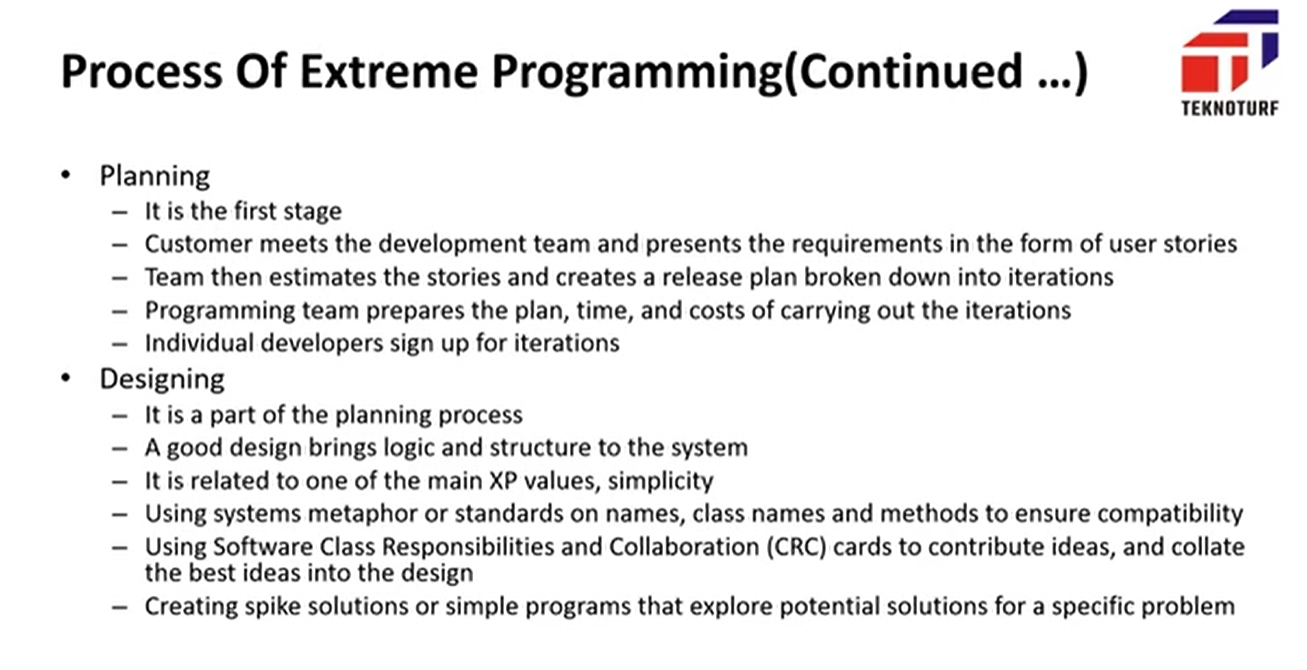 Process Of Extreme Programming(Continued ...)
TEKNOTURF
• Planning
– It is the first stage
– Customer meets the development team and presents the requirements in the form of user stories
– Team then estimates the stories and creates a release plan broken down into iterations
– Programming team prepares the plan, time, and costs of carrying out the iterations
– Individual developers sign up for iterations
• Designing
– It is a part of the planning process
– A good design brings logic and structure to the system
– It is related to one of the main XP values, simplicity
– Using systems metaphor or standards on names, class names and methods to ensure compatibility
– Using Software Class Responsibilities and Collaboration (CRC) cards to contribute ideas, and collate
the best ideas into the design
– Creating spike solutions or simple programs that explore potential solutions for a specific problem